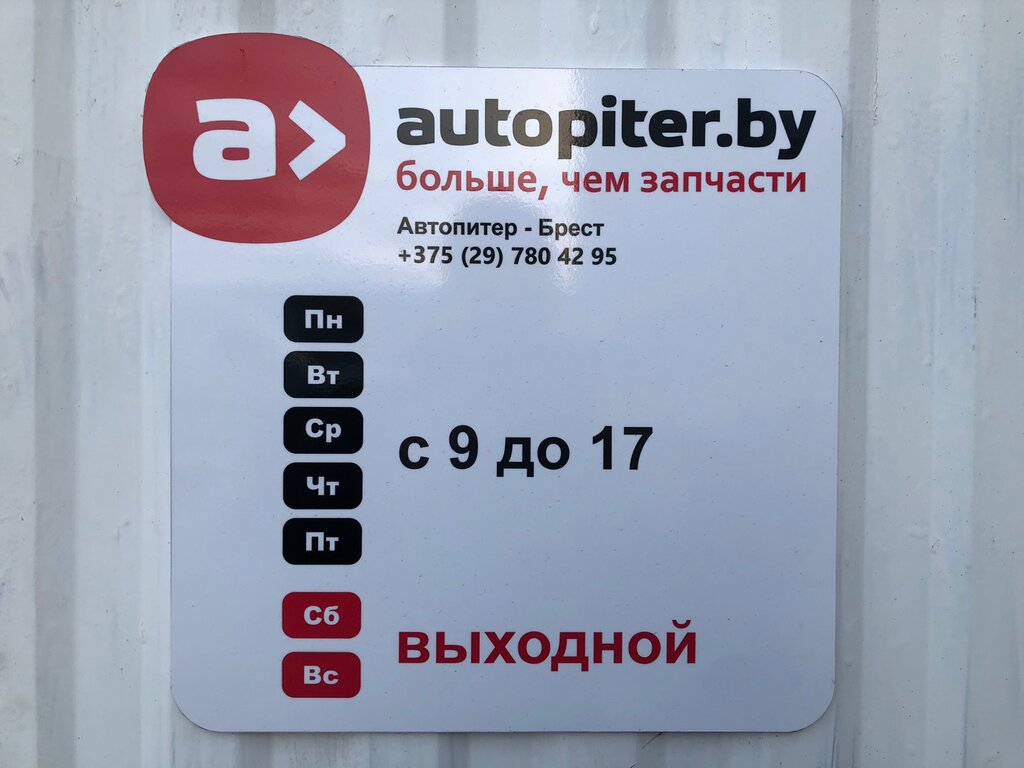 a>
autopiter.by
больше, чем запчасти
Автопитер - Брест
+375 (29) 780 42 95
Пн
Вт
Ср
с 9 до 17
Чт
Пт
Сб
выходной
Вс